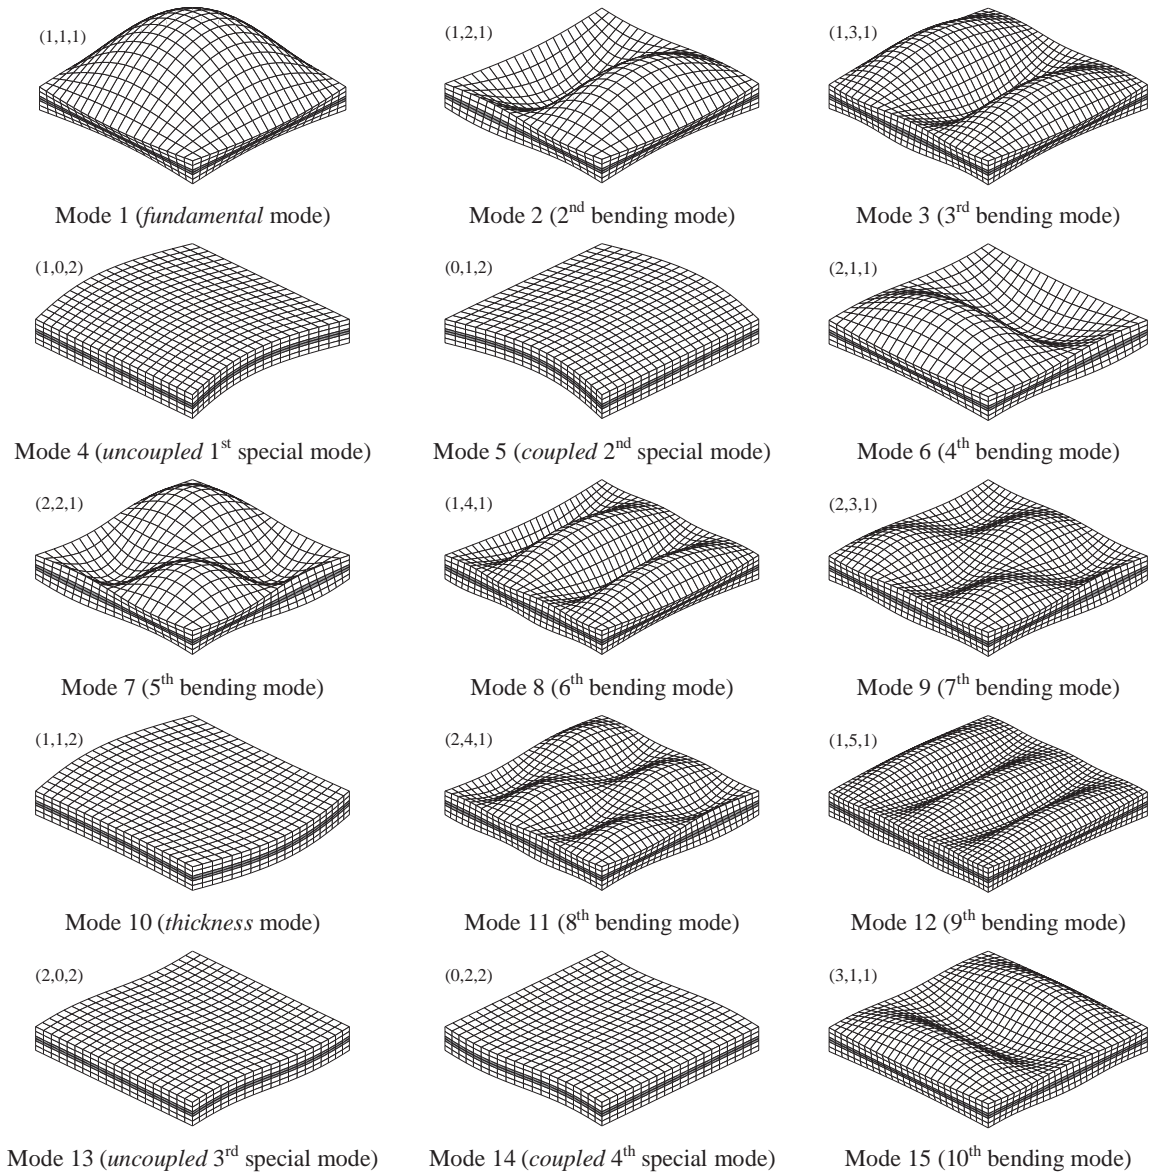 (1,1,1)
(1,2,1)
(1,3,1)
Mode 1 (fundamental mode)
Mode 2 (2nd bending mode)
Mode 3 (3rd bending mode)
(1,0,2)
(0,1,2)
(2,1,1)
Mode 4 (uncoupled 1st special mode)
Mode 5 (coupled 2nd special mode)
Mode 6 (4th bending mode)
(2,2,1)
(1,4,1)
(2,3,1)
Mode 7 (5th bending mode)
Mode 8 (6th bending mode)
Mode 9 (7th bending mode)
(1,1,2)
(2,4,1)
(1,5,1)
Mode 10 (thickness mode)
Mode 11 (8th bending mode)
Mode 12 (9th bending mode)
(2,0,2)
(0,2,2)
(3,1,1)
Mode 13 (uncoupled 3rd special mode)
Mode 14 (coupled 4th special mode)
Mode 15 (10th bending mode)